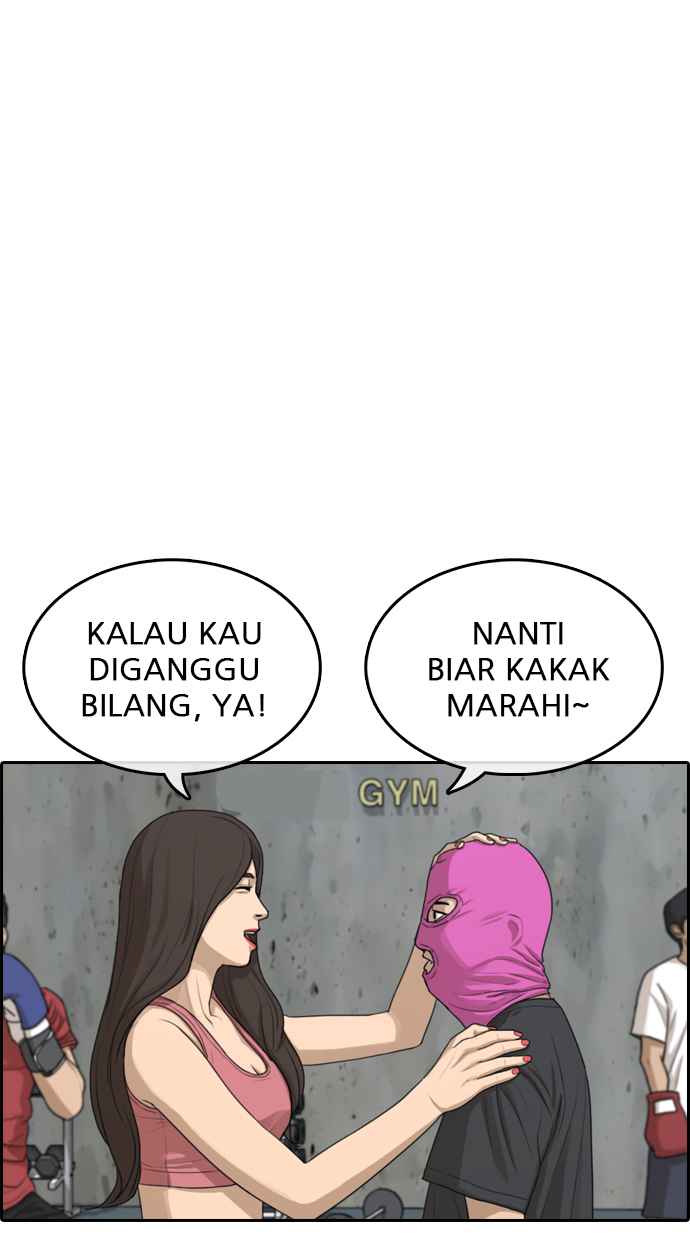 KALAU KAU
DIGANGGU
BILANG, YA!
NANTI
BIAR KAKAK
MARAHI~
GYM